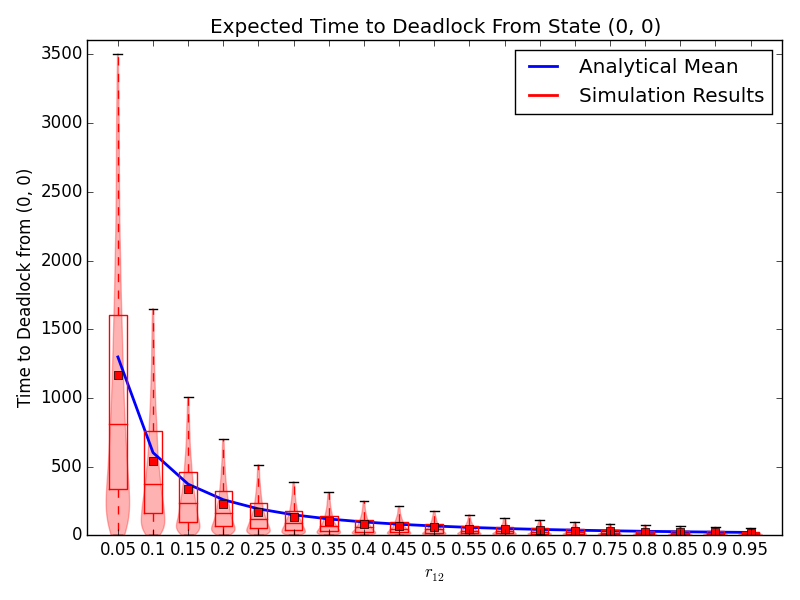 Expected Time to Deadlock From State (0, 0)
Analytical Mean
Simulation Results
Time to Deadlock from (0, 0)
3500
3000
2500
2000
1500
1000
500
0
0.05 0.1 0.15 0.2 0.25 0.3 0.35 0.4 0.45 0.5 0.55 0.6 0.65 0.7 0.75 0.8 0.85 0.9 0.95
r₁₂